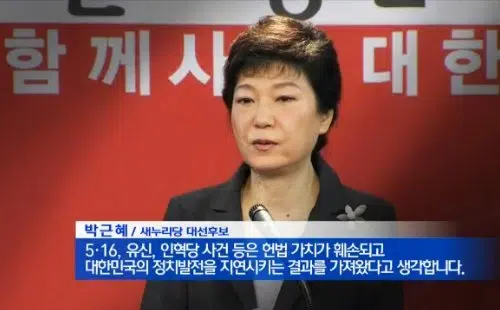 함께 사 대한
박근혜 / 새누리당 대선후보
5·16, 유신, 인혁당 사건 등은 헌법 가치가 훼손되고
대한민국의 정치발전을 지연시키는 결과를 가져왔다고 생각합니다.